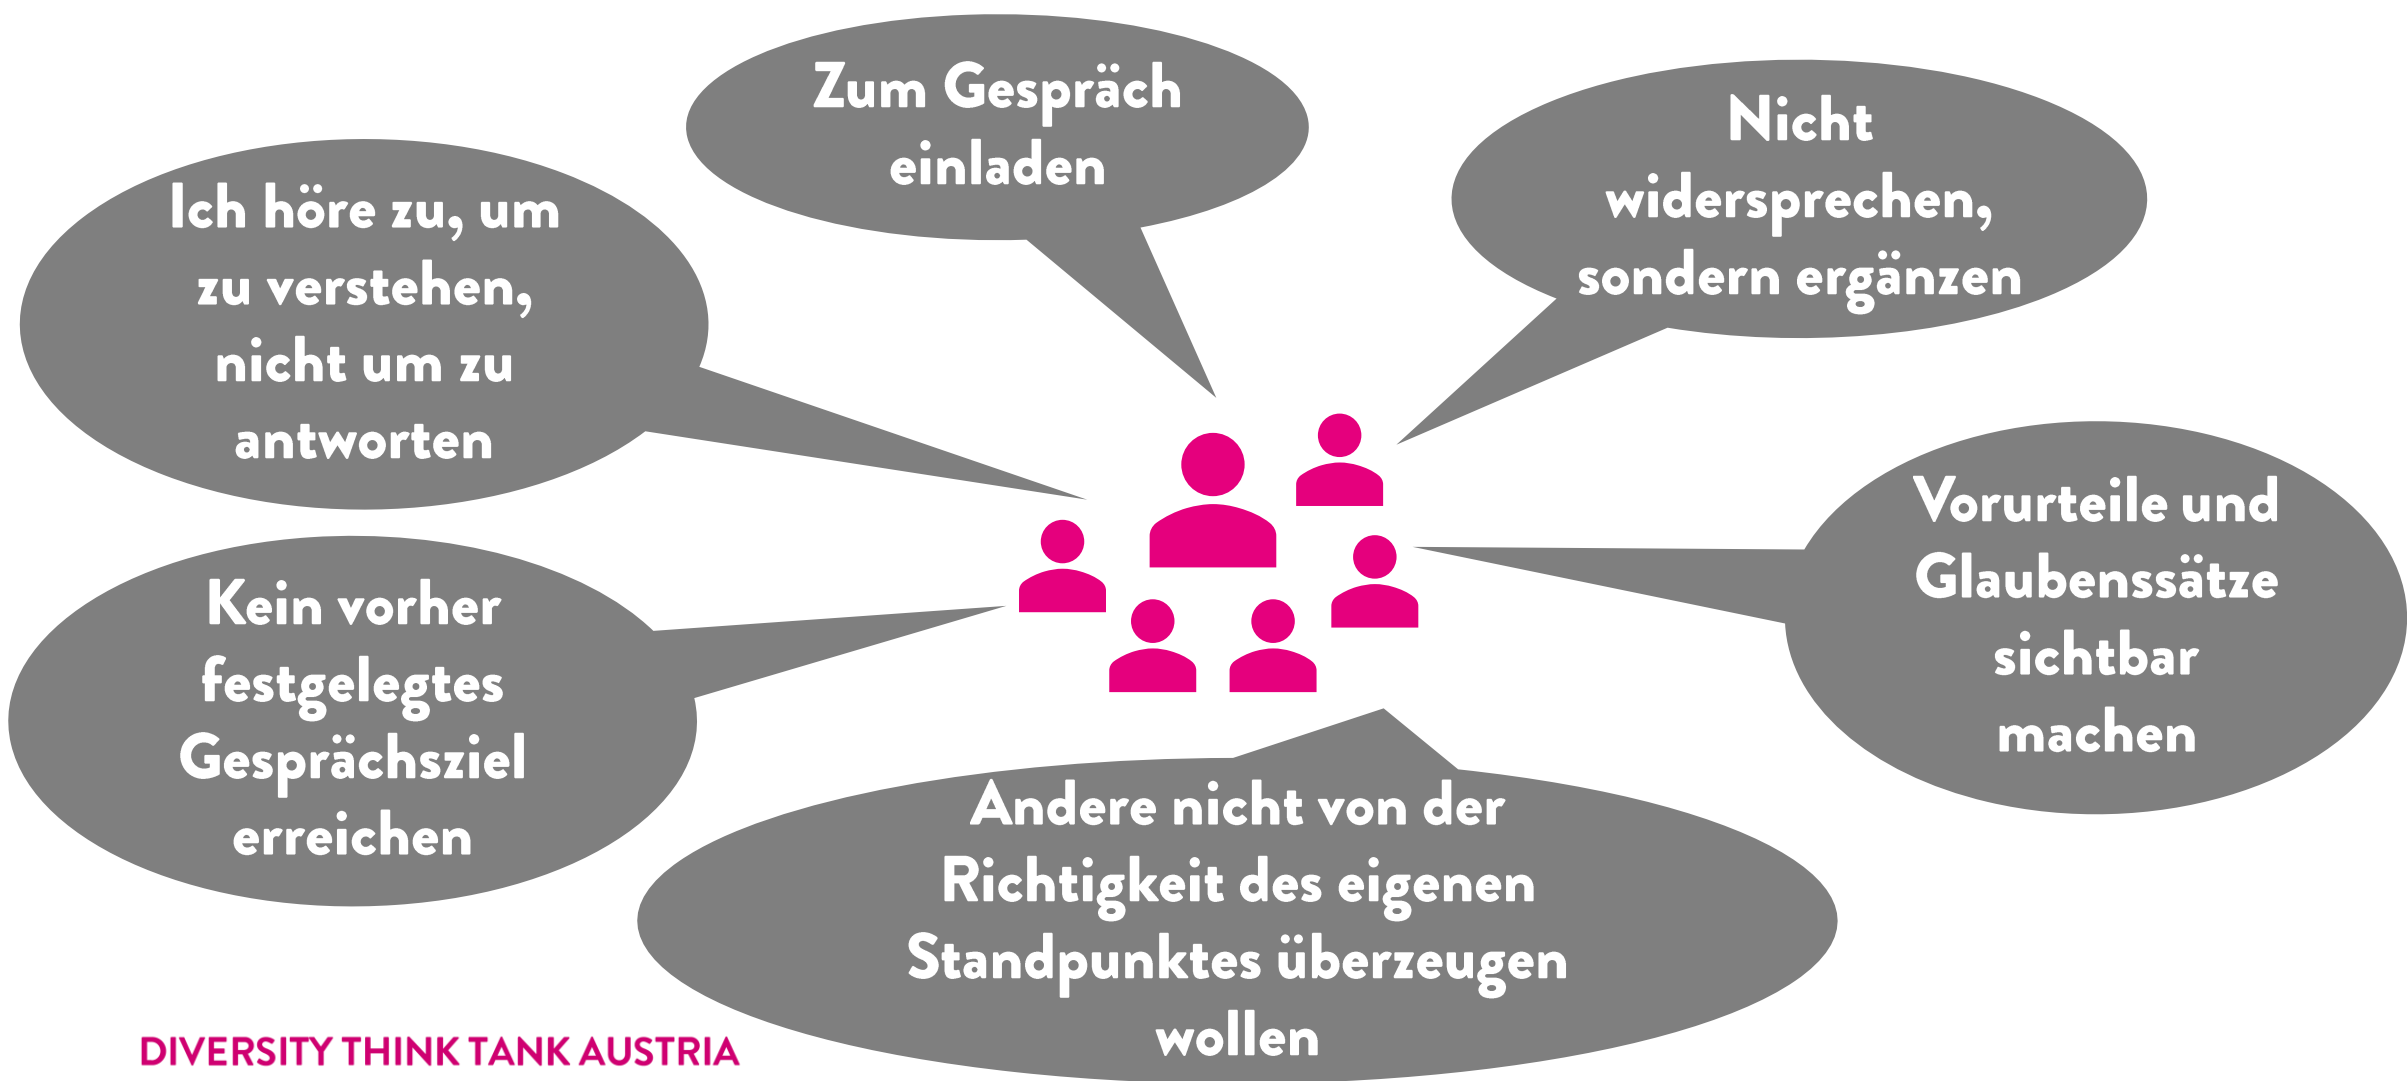 Zum Gespräch
einladen
Nicht
widersprechen,
sondern ergänzen
Ich höre zu, um
zu verstehen,
nicht um zu
antworten
Vorurteile und
Glaubenssätze
sichtbar
machen
Kein vorher
festgelegtes
Gesprächsziel
erreichen
Andere nicht von der
Richtigkeit des eigenen
Standpunktes überzeugen
wollen
DIVERSITY THINK TANK AUSTRIA